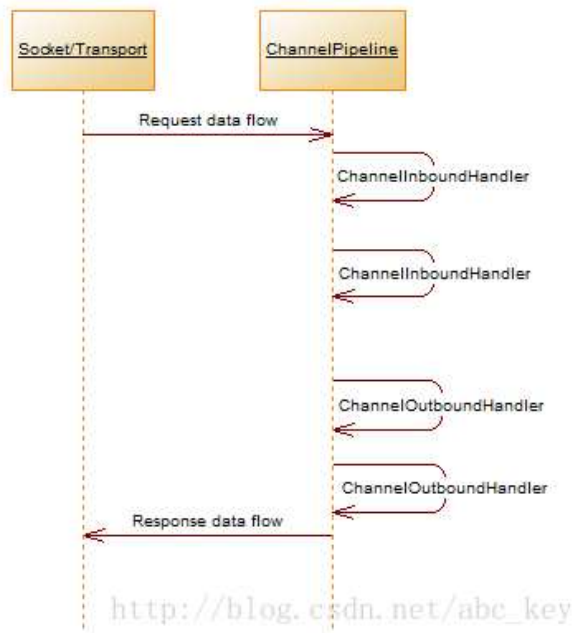 Socket/Transport
ChannelPipeline
Request data flow
ChannelInboundHandler
ChannelInboundHandler
ChannelOutboundHandler
ChannelOutboundHandler
Response data flow
http://blog.csdn.net/abc_key